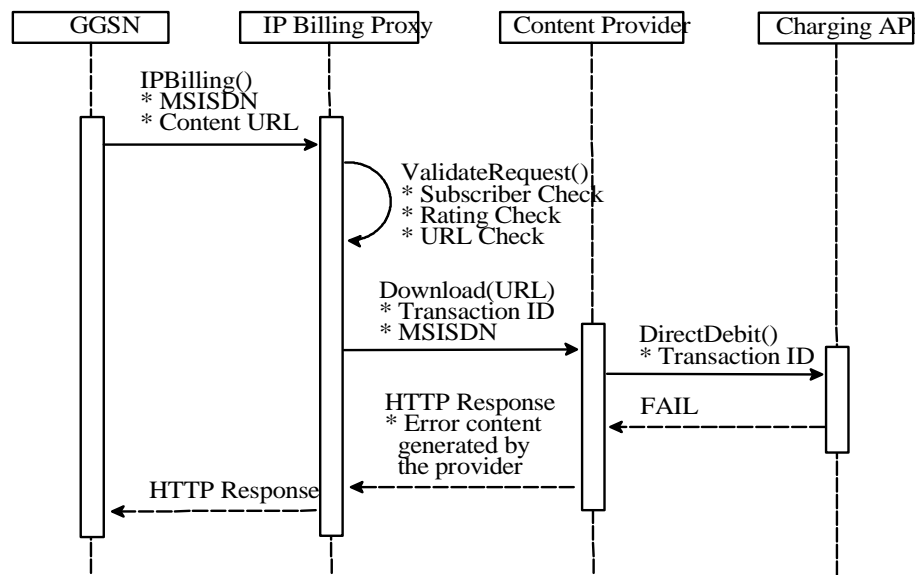 GGSN
IP Billing Proxy
Content Provider
Charging API
IPBilling()
* MSISDN
* Content URL
ValidateRequest()
* Subscriber Check
* Rating Check
* URL Check
Download(URL)
* Transaction ID
* MSISDN
DirectDebit()
* Transaction ID
HTTP Response
* Error content
generated by
the provider
FAIL
HTTP Response